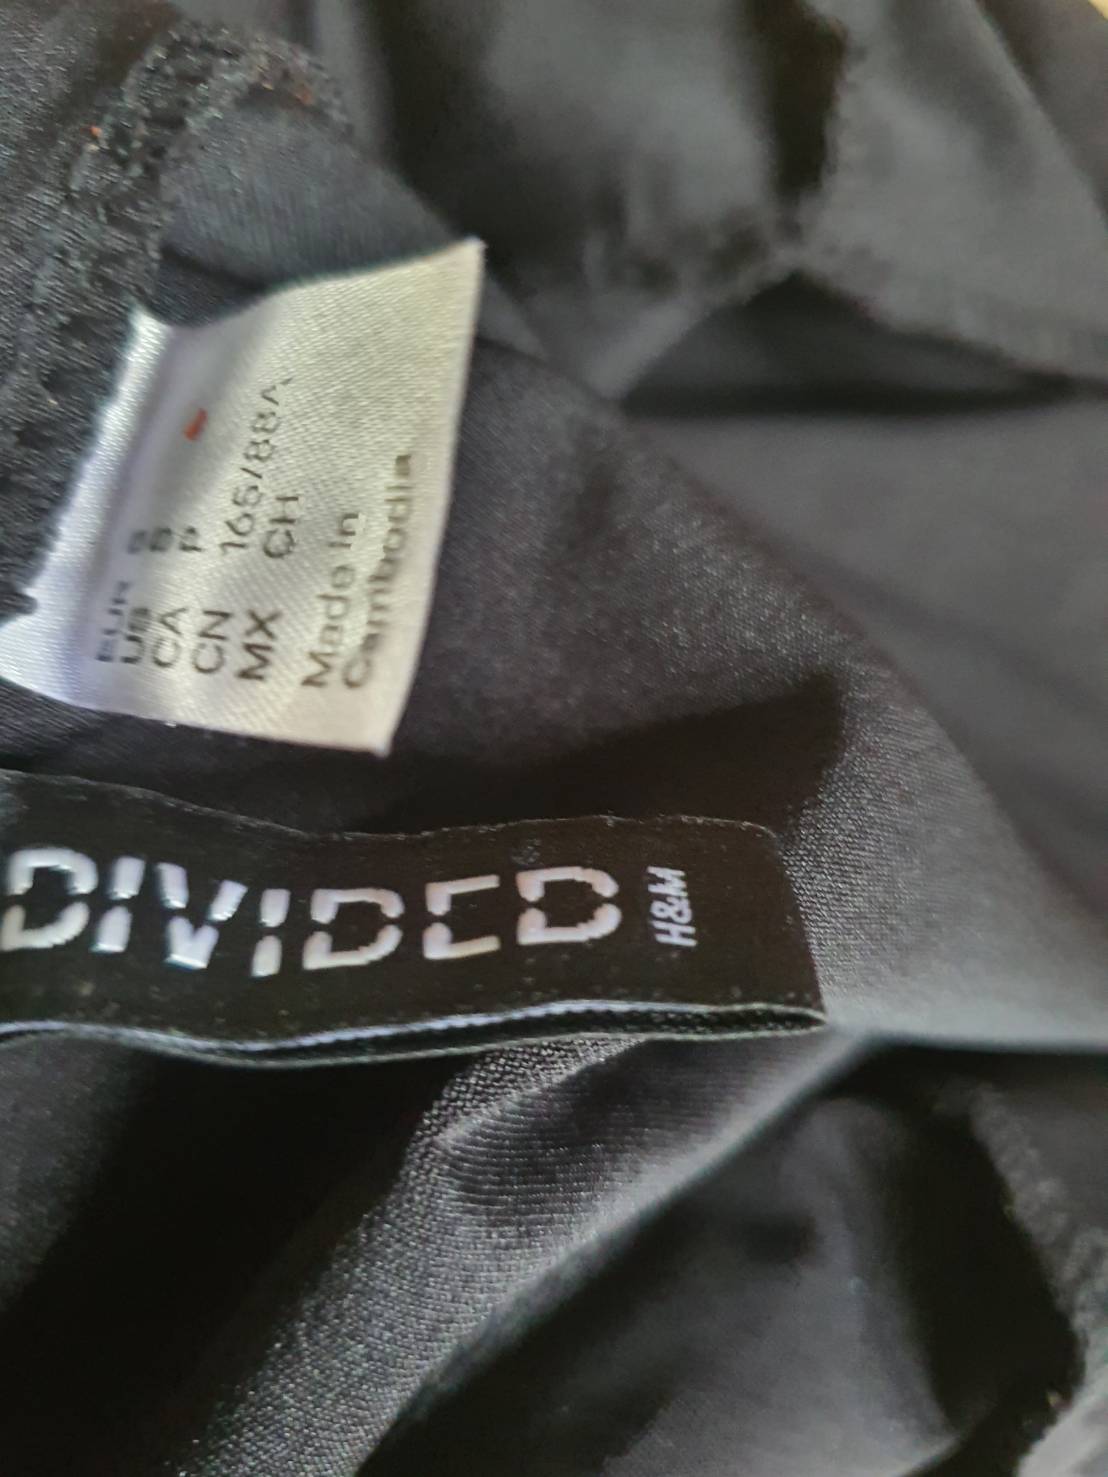 EUR S
US S
CA P
CN 165/88A
MX CH
Made in
Cambodia
DIVIDED
H&M